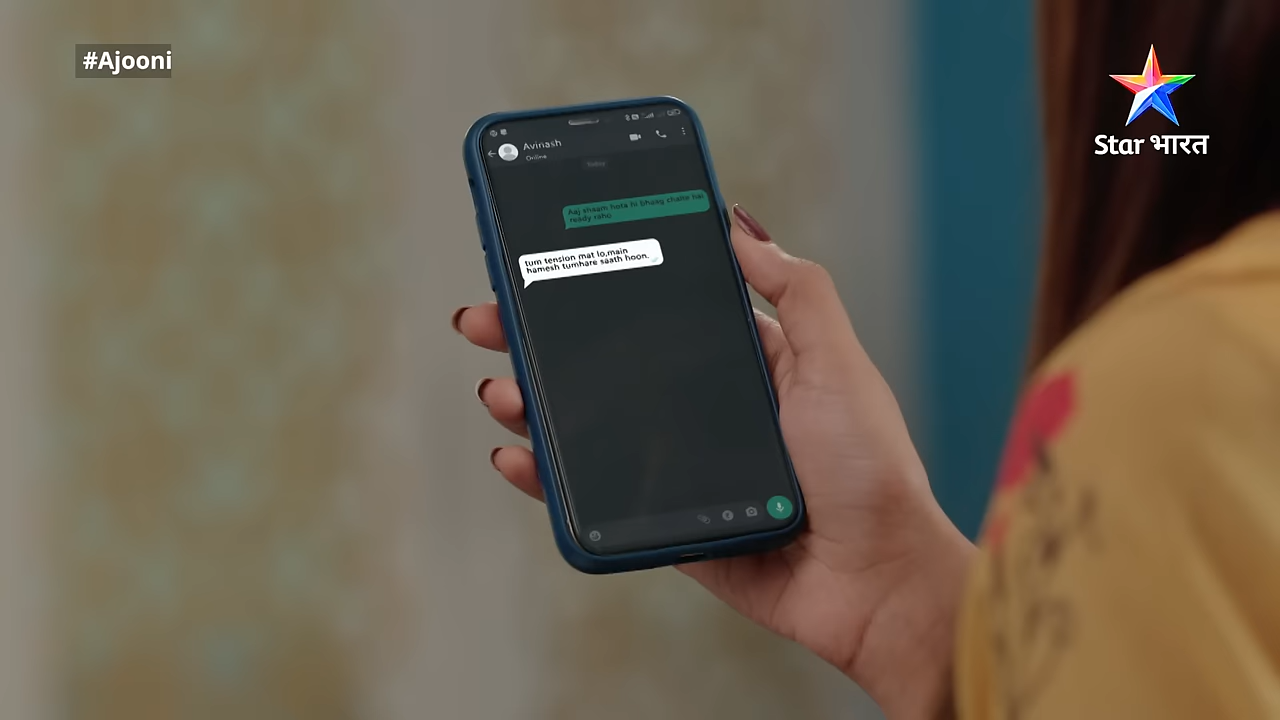 #Ajooni
Star भारत
Avinash
Online
Today
Aaj shaam hote hi bhaag chalte hai
ready raho
tum tension mat lo,main
hamesh tumhare saath hoon.